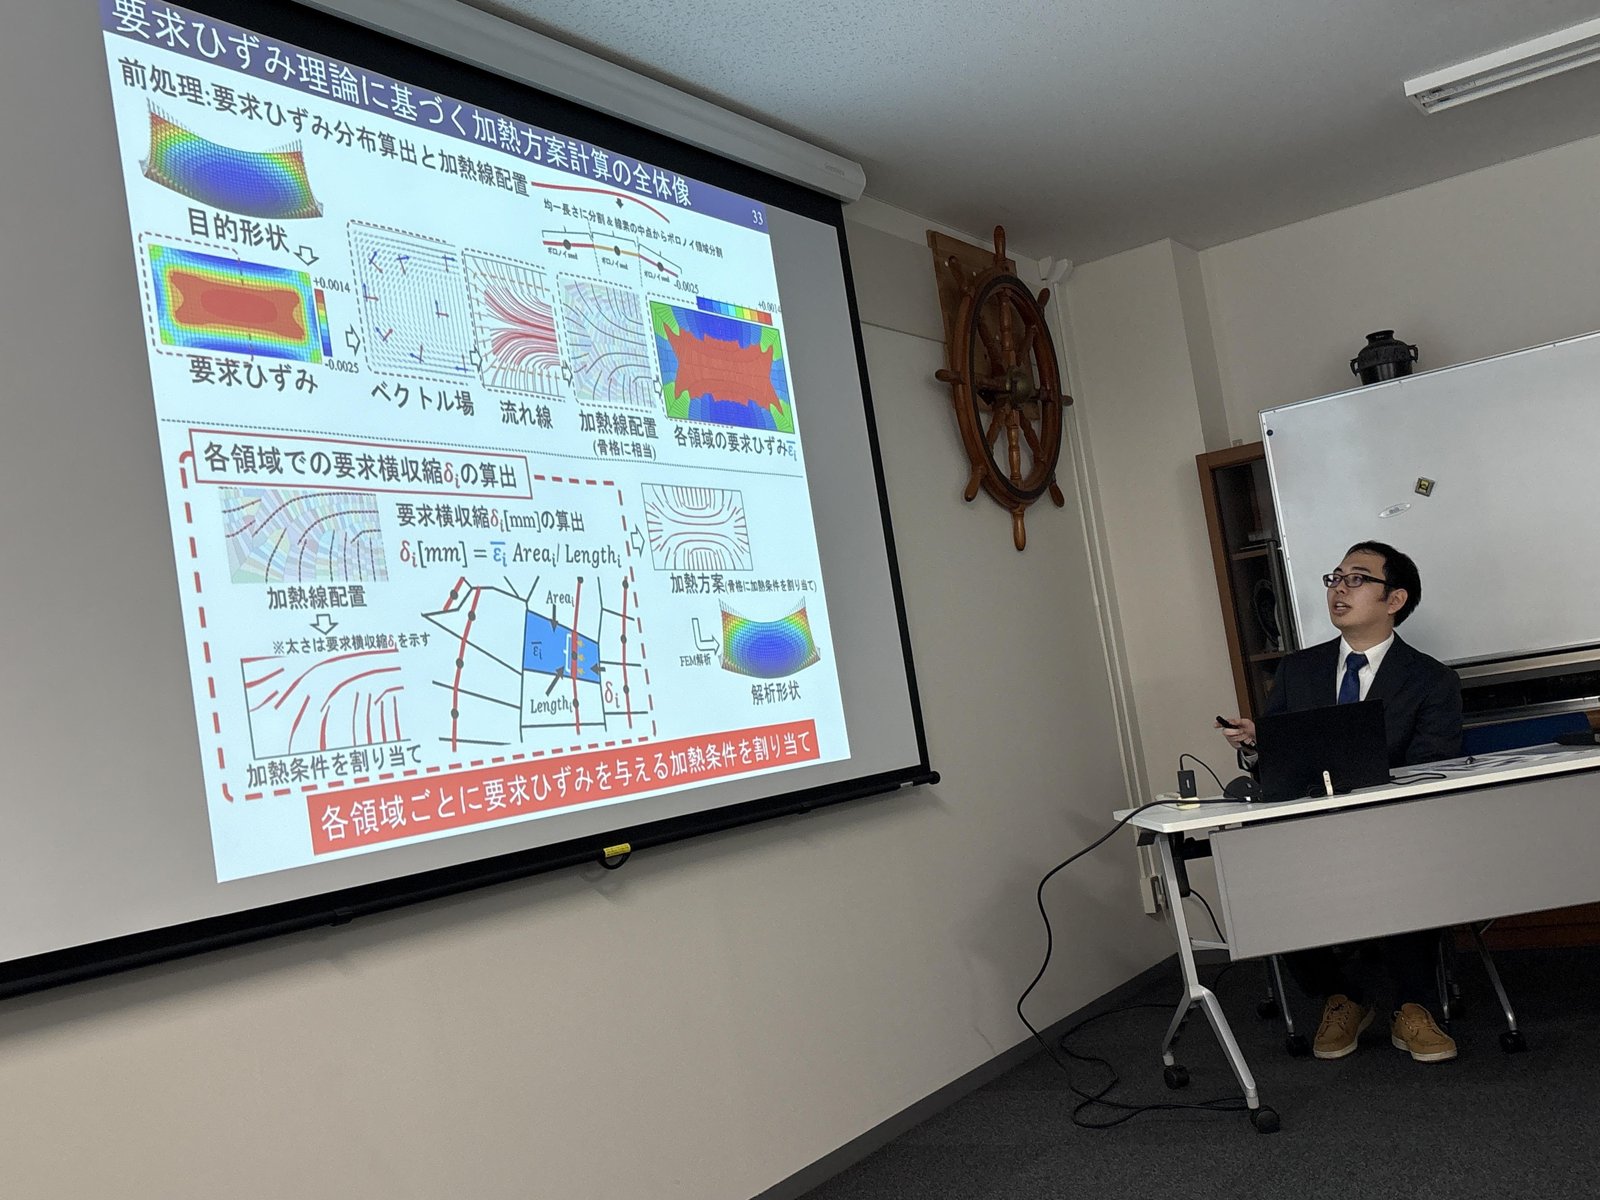 要求ひずみ理論に基づく加熱方案計算の全体像
33
前処理:要求ひずみ分布算出と加熱線配置
均一長さに分割&線素の中点からボロノイ領域分割
目的形状
+0.0014
-0.0025
要求ひずみ
ベクトル場
流れ線
加熱線配置
(骨格に相当)
-0.0025
+0.0014
各領域の要求ひずみε̅i
各領域での要求横収縮δiの算出
要求横収縮δi[mm]の算出
δi[mm] = ε̅i Areai/ Lengthi
加熱線配置
※太さは要求横収縮δiを示す
加熱条件を割り当て
Areai
ε̅i
Lengthi
δi
加熱方案(骨格に加熱条件を割り当て)
FEM解析
解析形状
各領域ごとに要求ひずみを与える加熱条件を割り当て